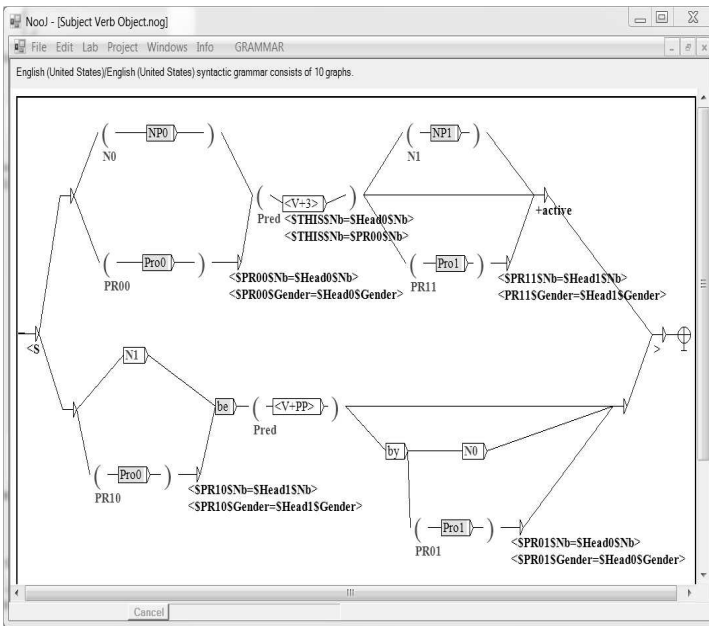 NooJ - [Subject Verb Object.nog]
File Edit Lab Project Windows Info GRAMMAR
English (United States)/English (United States) syntactic grammar consists of 10 graphs.
NP0
N0
NP1
N1
<V+3>
Pred
<$THIS$Nb=$Head0$Nb>
<$THIS$Nb=$PR00$Nb>
+active
Pro0
PR00
<$PR00$Nb=$Head0$Nb>
<$PR00$Gender=$Head0$Gender>
Pro1
PR11
<$PR11$Nb=$Head1$Nb>
<PR11$Gender=$Head1$Gender>
<S
>
N1
be
<V+PP>
Pred
Pro0
PR10
<$PR10$Nb=$Head1$Nb>
<$PR10$Gender=$Head1$Gender>
by
N0
Pro1
PR01
<$PR01$Nb=$Head0$Nb>
<$PR01$Gender=$Head0$Gender>
Cancel